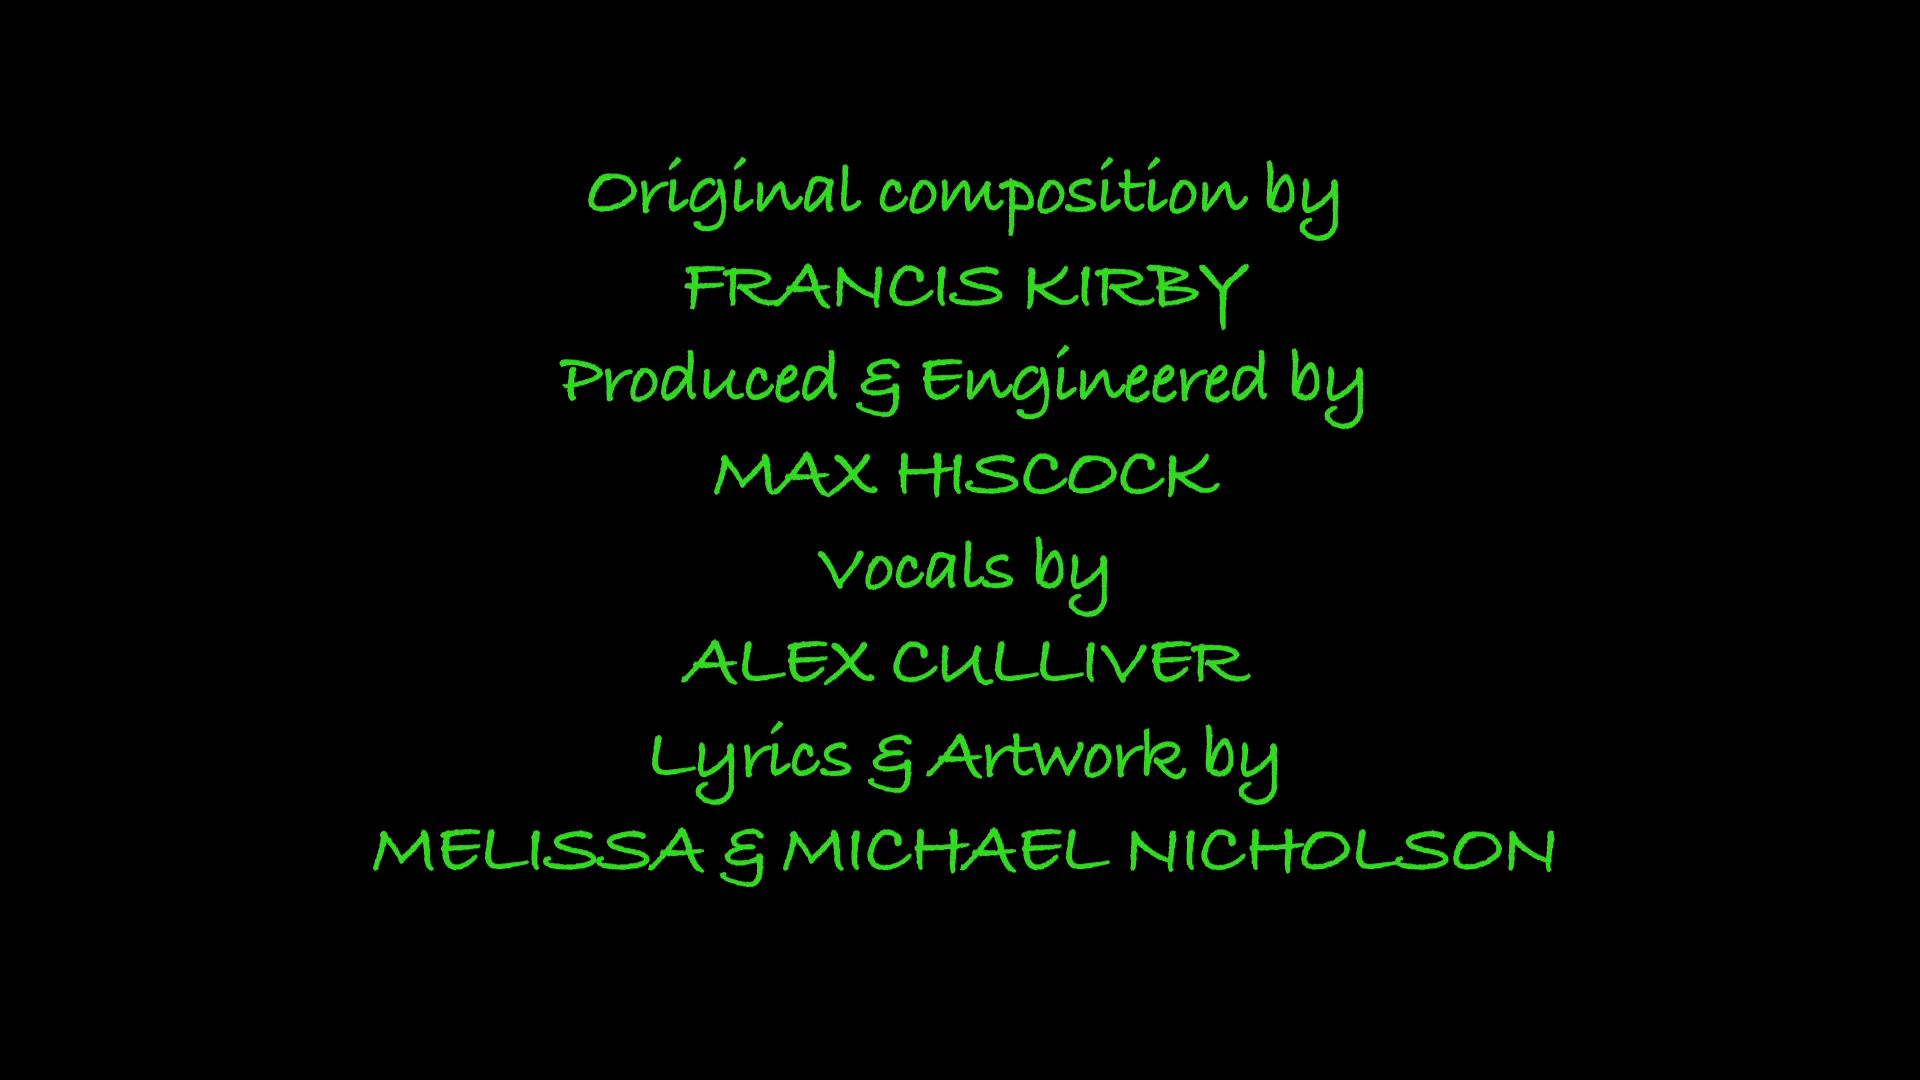 Original composition by
FRANCIS KIRBY
Produced & Engineered by
MAX HISCOCK
Vocals by
ALEX CULLIVER
Lyrics & Artwork by
MELISSA & MICHAEL NICHOLSON